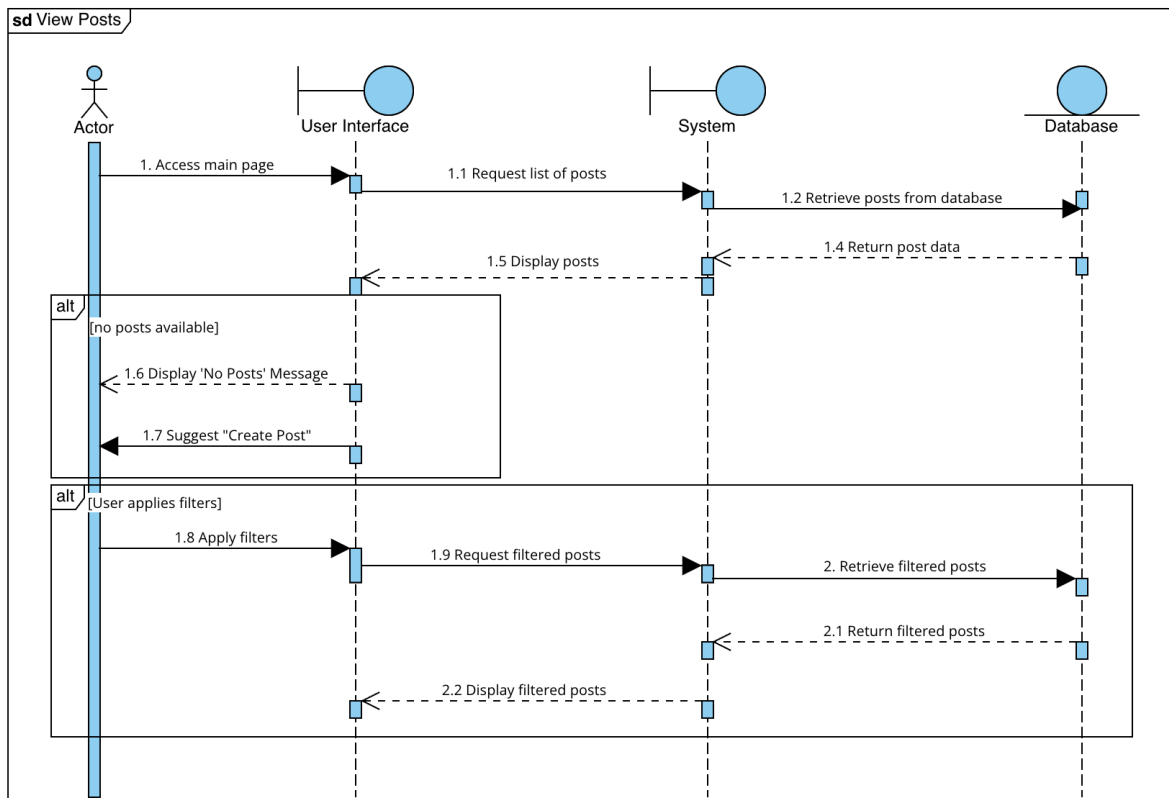 sd View Posts
Actor
User Interface
System
Database
1. Access main page
1.1 Request list of posts
1.2 Retrieve posts from database
1.4 Return post data
1.5 Display posts
alt
[no posts available]
1.6 Display 'No Posts' Message
1.7 Suggest "Create Post"
alt
[User applies filters]
1.8 Apply filters
1.9 Request filtered posts
2. Retrieve filtered posts
2.1 Return filtered posts
2.2 Display filtered posts